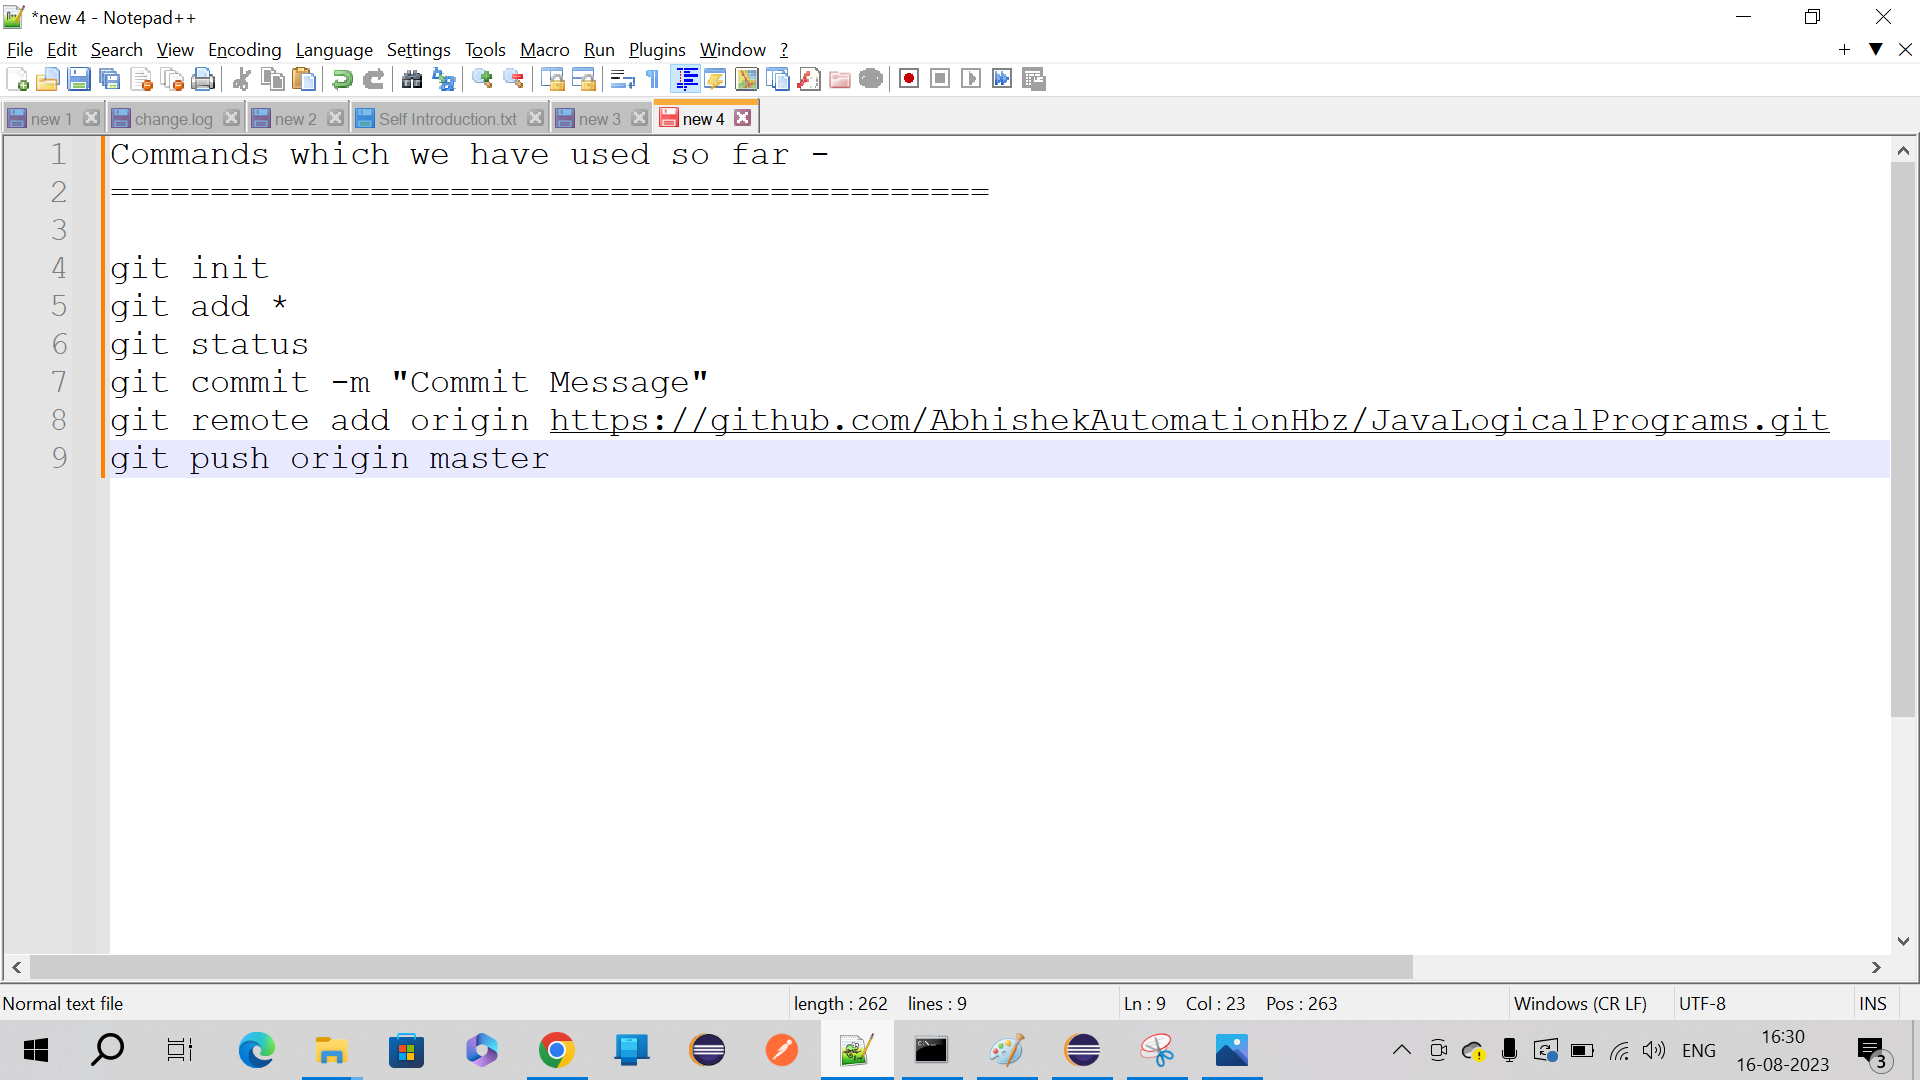 *new 4 - Notepad++
File Edit Search View Encoding Language Settings Tools Macro Run Plugins Window ?
new 1 change.log new 2 Self Introduction.txt new 3 new 4
1 Commands which we have used so far -
2 ============================================
3
4 git init
5 git add *
6 git status
7 git commit -m "Commit Message"
8 git remote add origin https://github.com/AbhishekAutomationHbz/JavaLogicalPrograms.git
9 git push origin master
Normal text file length : 262 lines : 9 Ln : 9 Col : 23 Pos : 263 Windows (CR LF) UTF-8 INS
ENG 16:30
16-08-2023 3